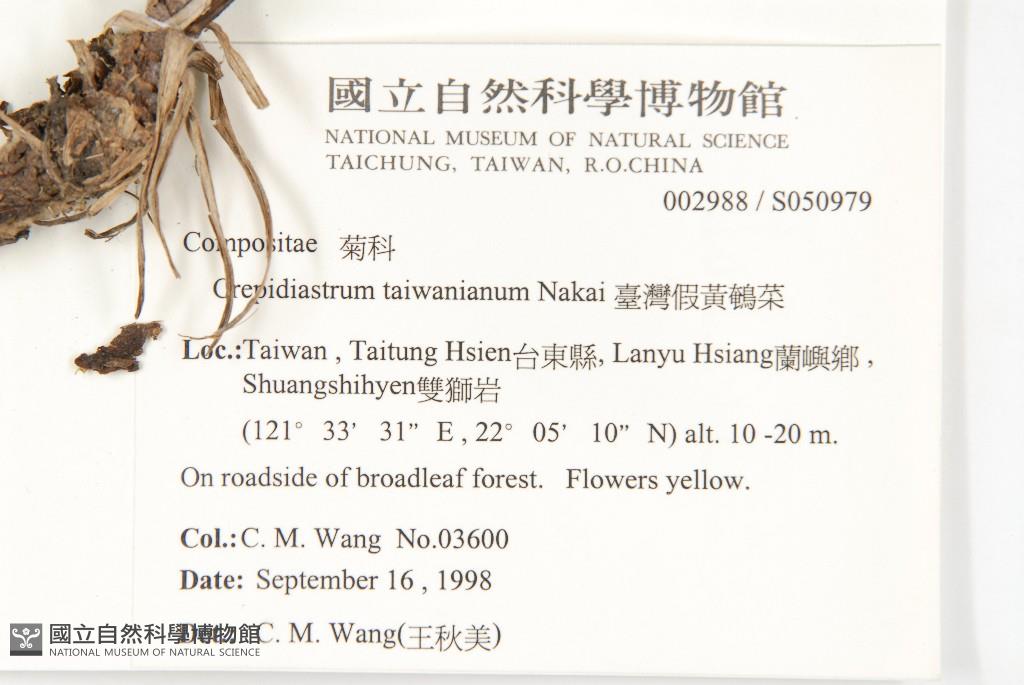 國立自然科學博物館
NATIONAL MUSEUM OF NATURAL SCIENCE
TAICHUNG, TAIWAN, R.O.CHINA
002988 / S050979
Compositae 菊科
Crepidiastrum taiwanianum Nakai 臺灣假黃鵪菜
Loc.:Taiwan , Taitung Hsien台東縣, Lanyu Hsiang蘭嶼鄉 ,
Shuangshihyen雙獅岩
(121° 33’ 31” E , 22° 05’ 10” N) alt. 10 -20 m.
On roadside of broadleaf forest. Flowers yellow.
Col.:C. M. Wang No.03600
Date: September 16 , 1998
C. M. Wang(王秋美)
國立自然科學博物館
NATIONAL MUSEUM OF NATURAL SCIENCE